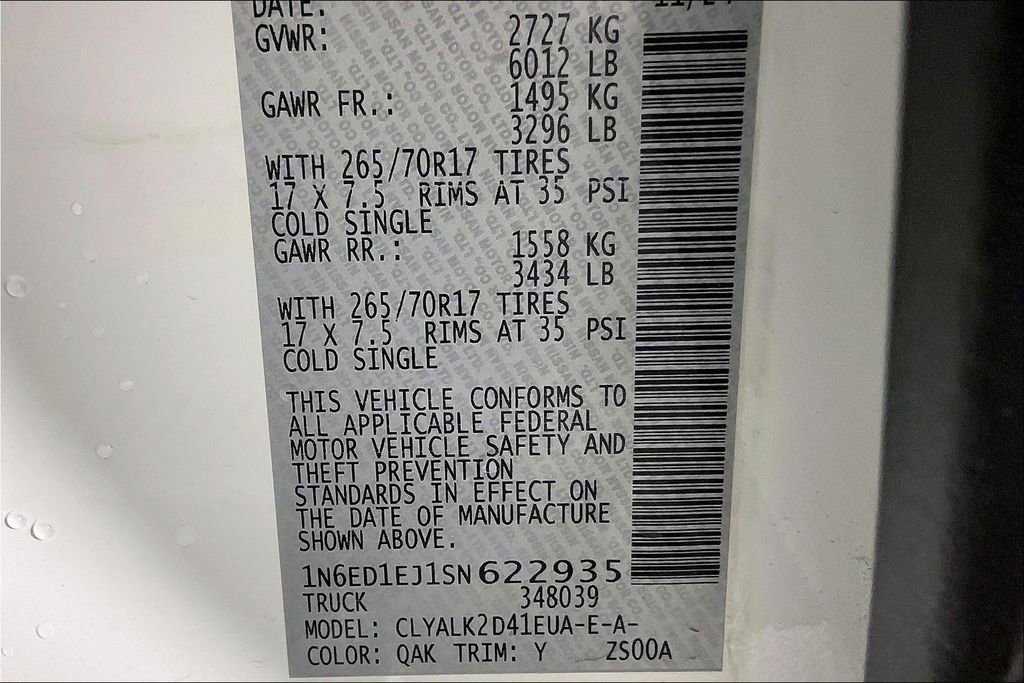 DATE: 11/24
GVWR: 2727 KG
6012 LB
GAWR FR.: 1495 KG
3296 LB
WITH 265/70R17 TIRES
17 X 7.5 RIMS AT 35 PSI
COLD SINGLE
GAWR RR.: 1558 KG
3434 LB
WITH 265/70R17 TIRES
17 X 7.5 RIMS AT 35 PSI
COLD SINGLE
THIS VEHICLE CONFORMS TO
ALL APPLICABLE FEDERAL
MOTOR VEHICLE SAFETY AND
THEFT PREVENTION
STANDARDS IN EFFECT ON
THE DATE OF MANUFACTURE
SHOWN ABOVE.
1N6ED1EJ1SN622935
TRUCK 348039
MODEL: CLYALK2D41EUA-E-A-
COLOR: QAK TRIM: Y ZS00A